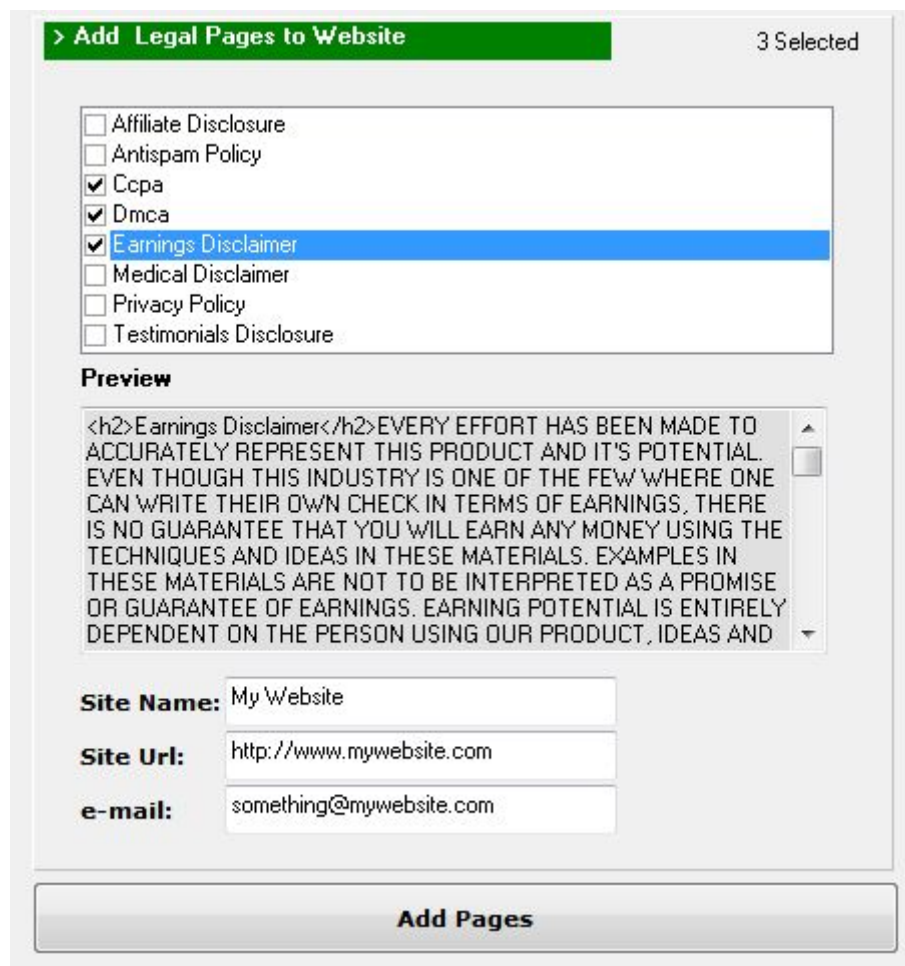 > Add Legal Pages to Website
3 Selected
Affiliate Disclosure
Antispam Policy
Ccpa
Dmca
Earnings Disclaimer
Medical Disclaimer
Privacy Policy
Testimonials Disclosure
Preview
<h2>Earnings Disclaimer</h2>EVERY EFFORT HAS BEEN MADE TO
ACCURATELY REPRESENT THIS PRODUCT AND IT'S POTENTIAL.
EVEN THOUGH THIS INDUSTRY IS ONE OF THE FEW WHERE ONE
CAN WRITE THEIR OWN CHECK IN TERMS OF EARNINGS, THERE
IS NO GUARANTEE THAT YOU WILL EARN ANY MONEY USING THE
TECHNIQUES AND IDEAS IN THESE MATERIALS. EXAMPLES IN
THESE MATERIALS ARE NOT TO BE INTERPRETED AS A PROMISE
OR GUARANTEE OF EARNINGS. EARNING POTENTIAL IS ENTIRELY
DEPENDENT ON THE PERSON USING OUR PRODUCT, IDEAS AND
Site Name: My Website
Site Url: http://www.mywebsite.com
e-mail: something@mywebsite.com
Add Pages